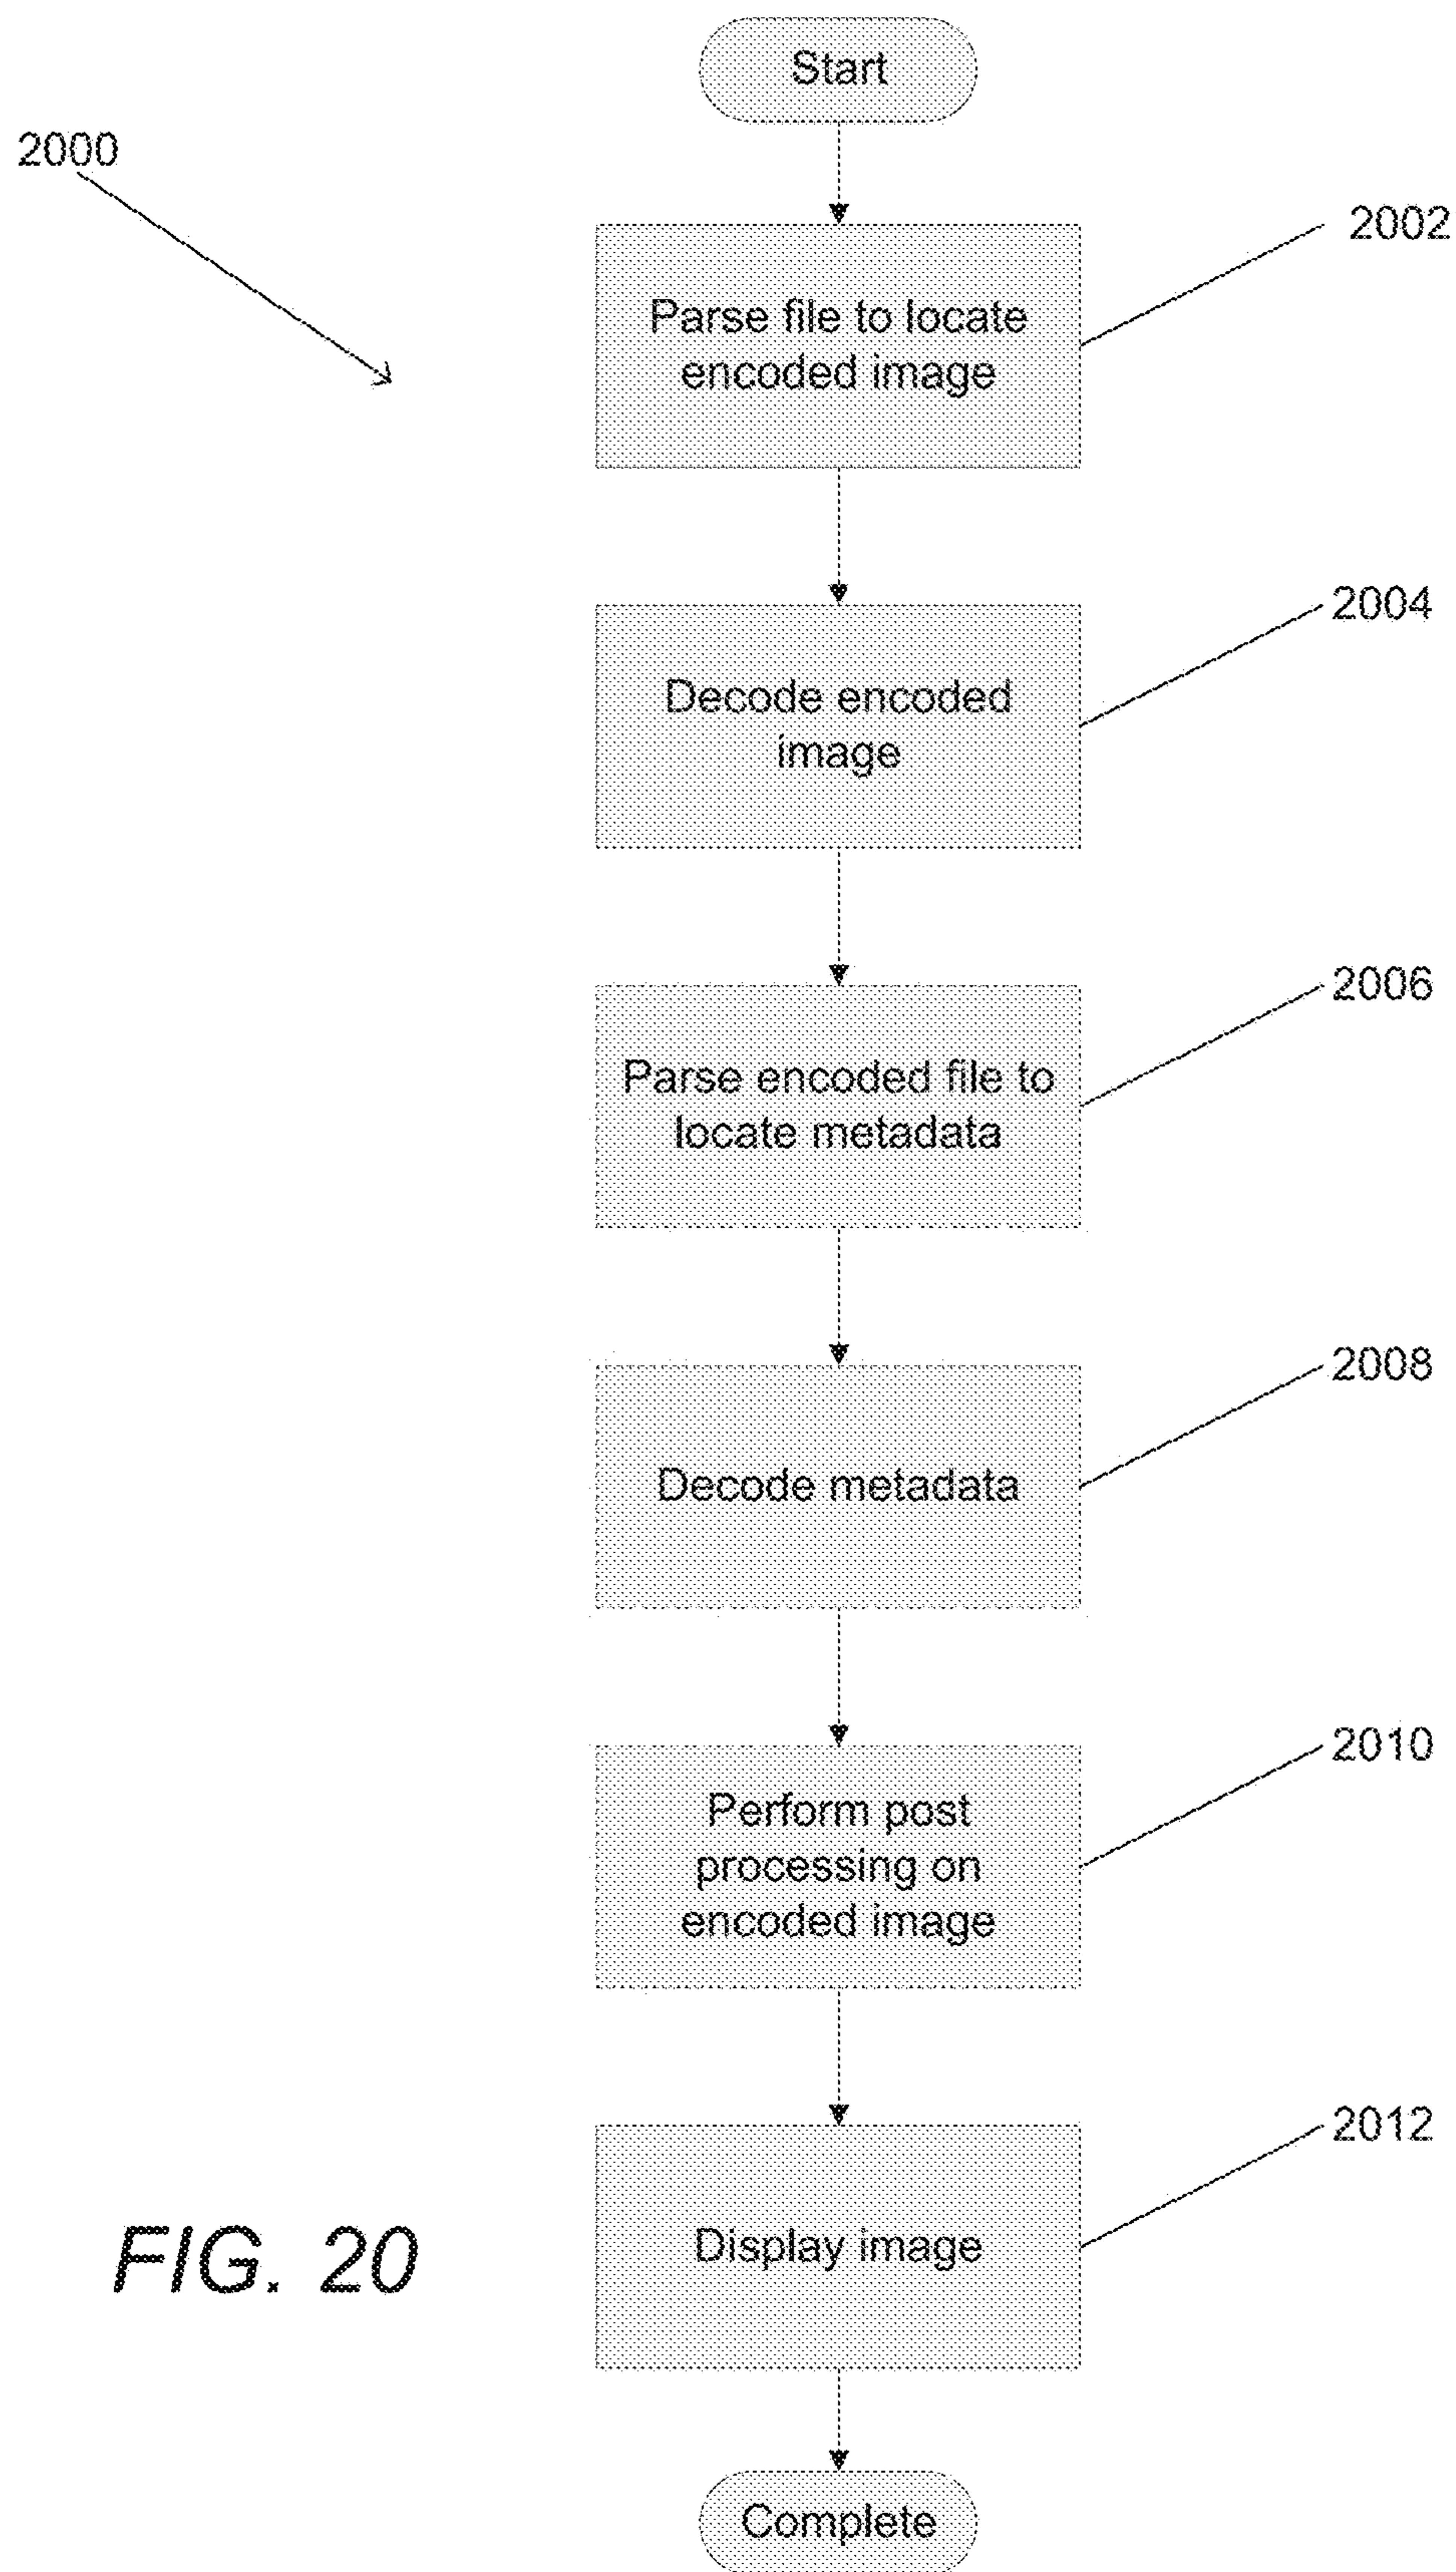 Start
2000
2002
Parse file to locate
encoded image
2004
Decode encoded
image
2006
Parse encoded file to
locate metadata
2008
Decode metadata
2010
Perform post
processing on
encoded image
2012
Display image
FIG. 20
Complete